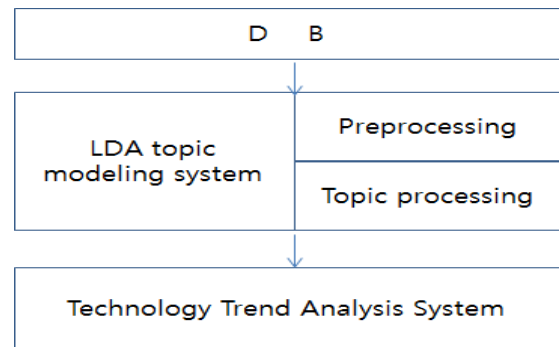 D B
LDA topic
modeling system
Preprocessing
Topic processing
Technology Trend Analysis System